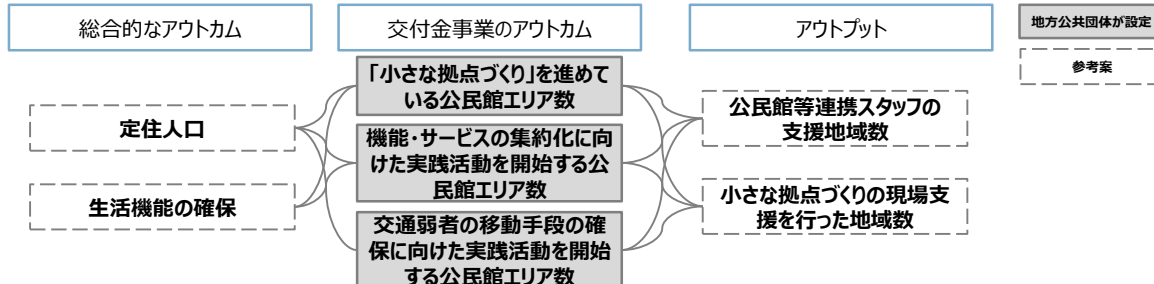 総合的なアウトカム
交付金事業のアウトカム
アウトプット
地方公共団体が設定
参考案
定住人口
生活機能の確保
「小さな拠点づくり」を進めて
いる公民館エリア数
機能・サービスの集約化に向
けた実践活動を開始する公
民館エリア数
交通弱者の移動手段の確
保に向けた実践活動を開始
する公民館エリア数
公民館等連携スタッフの
支援地域数
小さな拠点づくりの現場支
援を行った地域数